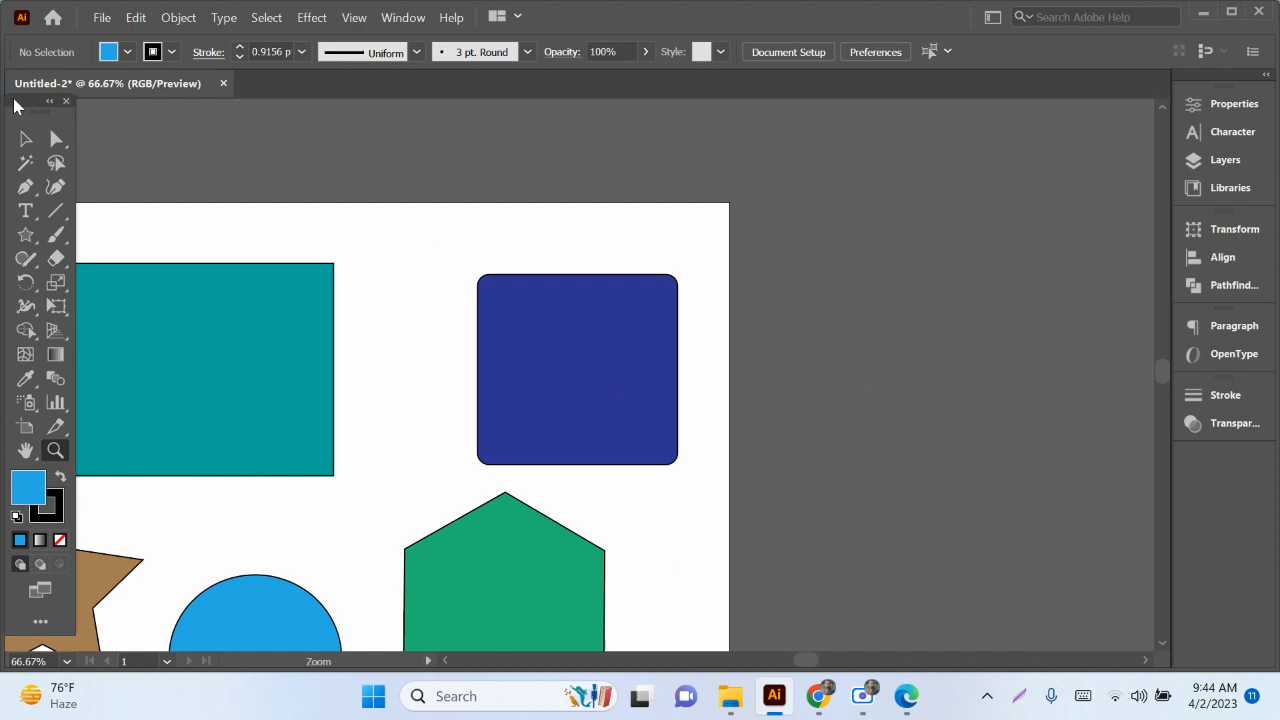 Ai File Edit Object Type Select Effect View Window Help Search Adobe Help
No Selection Stroke: 0.9156 p Uniform 3 pt. Round Opacity: 100% Style: Document Setup Preferences
Untitled-2* @ 66.67% (RGB/Preview)
Properties
Character
Layers
Libraries
Transform
Align
Pathfind...
Paragraph
OpenType
Stroke
Transpar...
66.67% 1 Zoom
76°F
Haze
Search
Ai
9:44 AM
4/2/2023
11